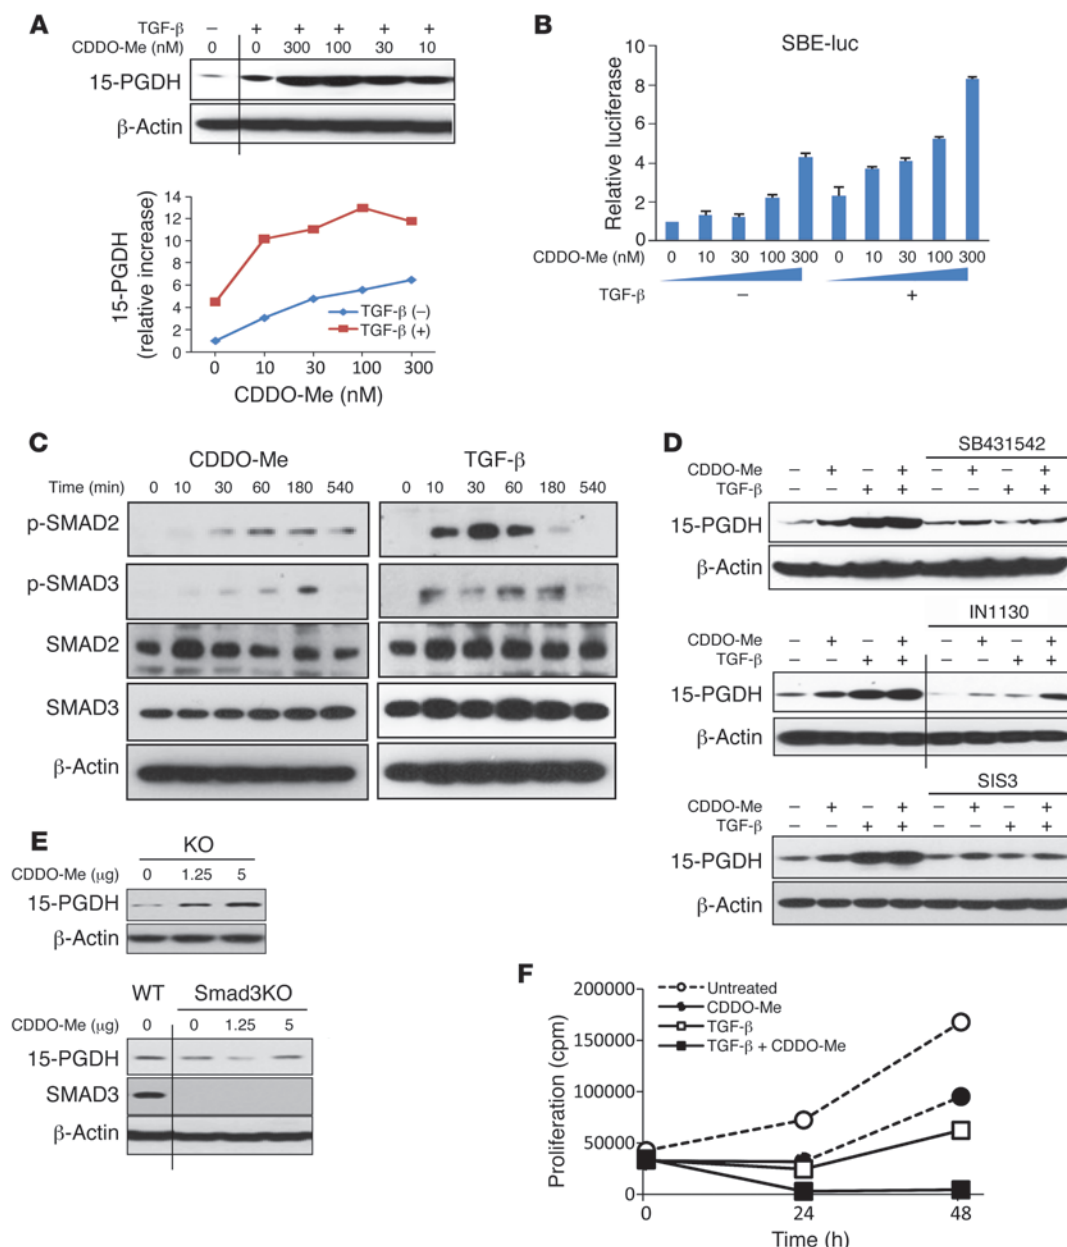 A
TGF-β − + + + + +
CDDO-Me (nM) 0 0 300 100 30 10
15-PGDH
β-Actin
15-PGDH
(relative increase)
14
12
10
8
6
4
2
0
TGF-β (−)
TGF-β (+)
0 10 30 100 300
CDDO-Me (nM)
B
SBE-luc
Relative luciferase
10
8
6
4
2
0
CDDO-Me (nM) 0 10 30 100 300 0 10 30 100 300
TGF-β − +
C
CDDO-Me TGF-β
Time (min) 0 10 30 60 180 540 0 10 30 60 180 540
p-SMAD2
p-SMAD3
SMAD2
SMAD3
β-Actin
D
SB431542
CDDO-Me − + − + − + − +
TGF-β − − + + − − + +
15-PGDH
β-Actin
IN1130
CDDO-Me − + − + − + − +
TGF-β − − + + − − + +
15-PGDH
β-Actin
SIS3
CDDO-Me − + − + − + − +
TGF-β − − + + − − + +
15-PGDH
β-Actin
E
KO
CDDO-Me (μg) 0 1.25 5
15-PGDH
β-Actin
WT Smad3KO
CDDO-Me (μg) 0 0 1.25 5
15-PGDH
SMAD3
β-Actin
F
Proliferation (cpm)
200000
150000
100000
50000
0
Untreated
CDDO-Me
TGF-β
TGF-β + CDDO-Me
0 24 48
Time (h)